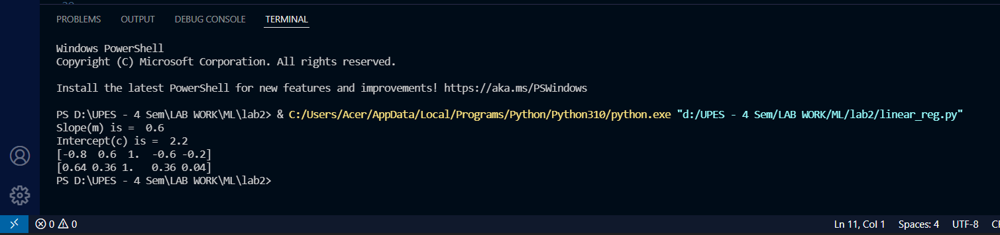 PROBLEMS OUTPUT DEBUG CONSOLE TERMINAL
Windows PowerShell
Copyright (C) Microsoft Corporation. All rights reserved.
Install the latest PowerShell for new features and improvements! https://aka.ms/PSWindows
PS D:\UPES - 4 Sem\LAB WORK\ML\lab2> & C:/Users/Acer/AppData/Local/Programs/Python/Python310/python.exe "d:/UPES - 4 Sem/LAB WORK/ML/lab2/linear_reg.py"
Slope(m) is =  0.6
Intercept(c) is =  2.2
[-0.8  0.6  1.  -0.6 -0.2]
[0.64 0.36 1.   0.36 0.04]
PS D:\UPES - 4 Sem\LAB WORK\ML\lab2>
0 0 Ln 11, Col 1 Spaces: 4 UTF-8